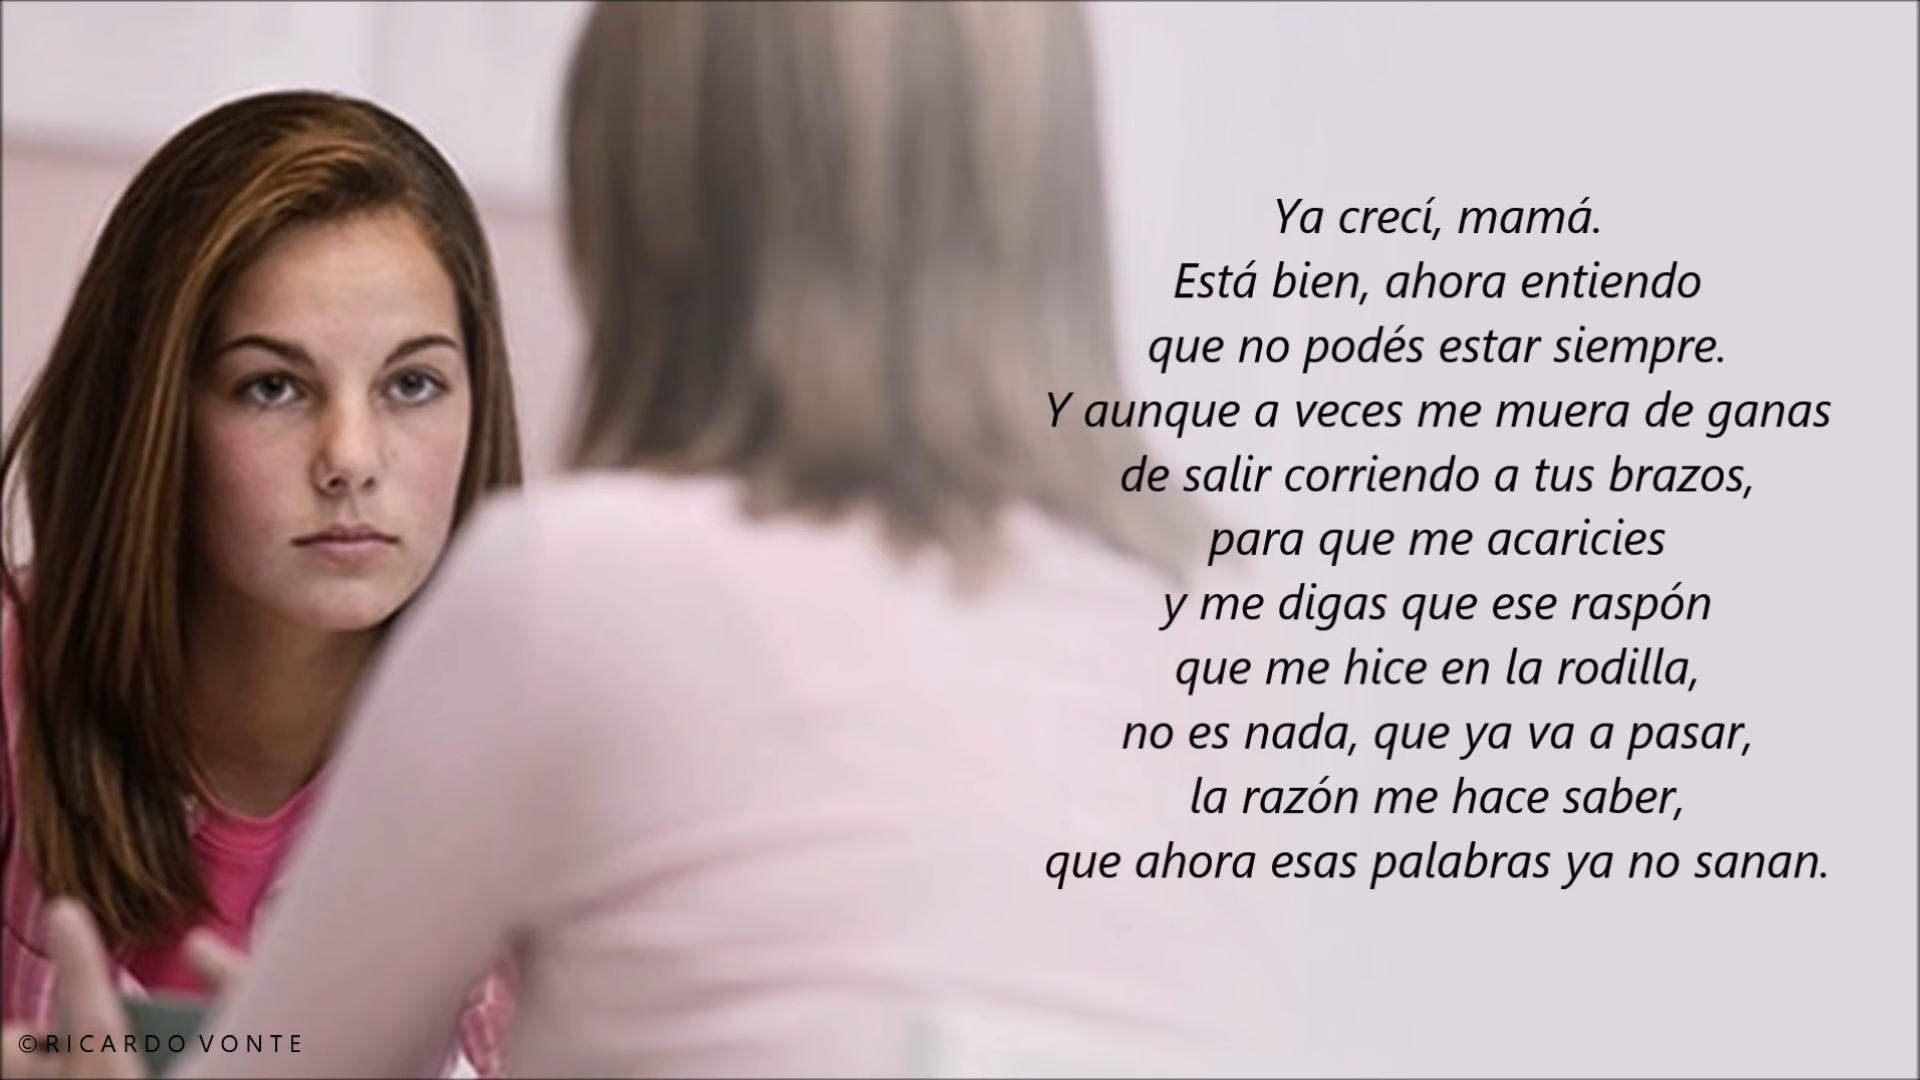 Ya crecí, mamá.
Está bien, ahora entiendo
que no podés estar siempre.
Y aunque a veces me muera de ganas
de salir corriendo a tus brazos,
para que me acaricies
y me digas que ese raspón
que me hice en la rodilla,
no es nada, que ya va a pasar,
la razón me hace saber,
que ahora esas palabras ya no sanan.
©RICARDO VONTE